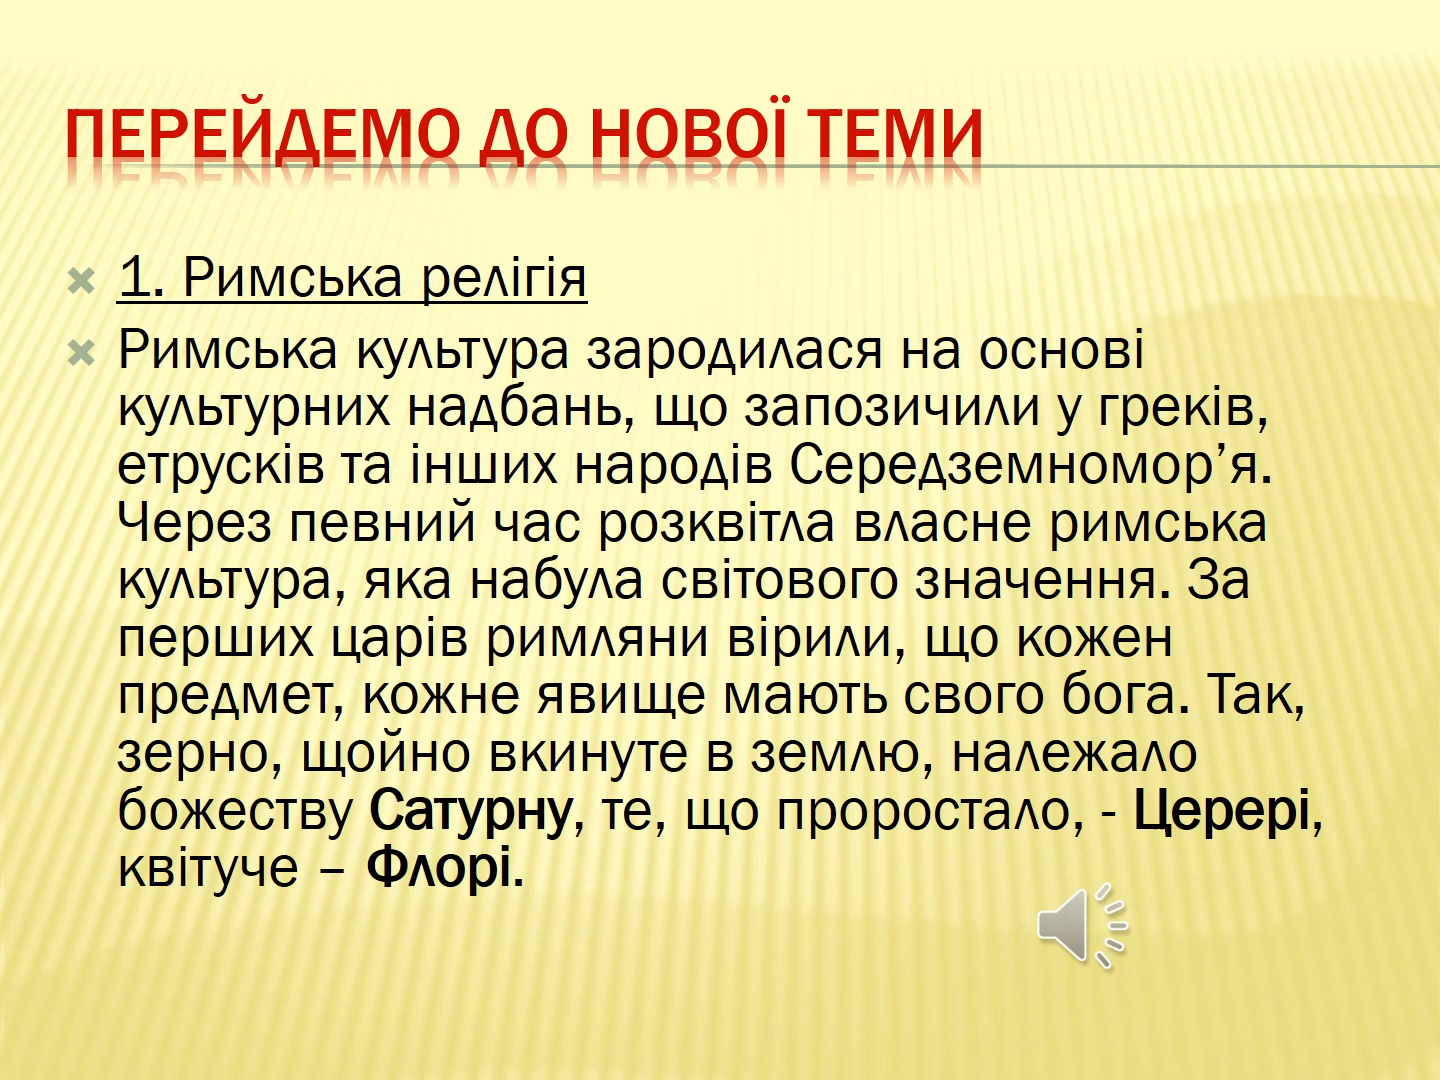 ПЕРЕЙДЕМО ДО НОВОЇ ТЕМИ
1. Римська релігія
Римська культура зародилася на основі
культурних надбань, що запозичили у греків,
етрусків та інших народів Середземномор’я.
Через певний час розквітла власне римська
культура, яка набула світового значення. За
перших царів римляни вірили, що кожен
предмет, кожне явище мають свого бога. Так,
зерно, щойно вкинуте в землю, належало
божеству Сатурну, те, що проростало, - Церері,
квітуче – Флорі.